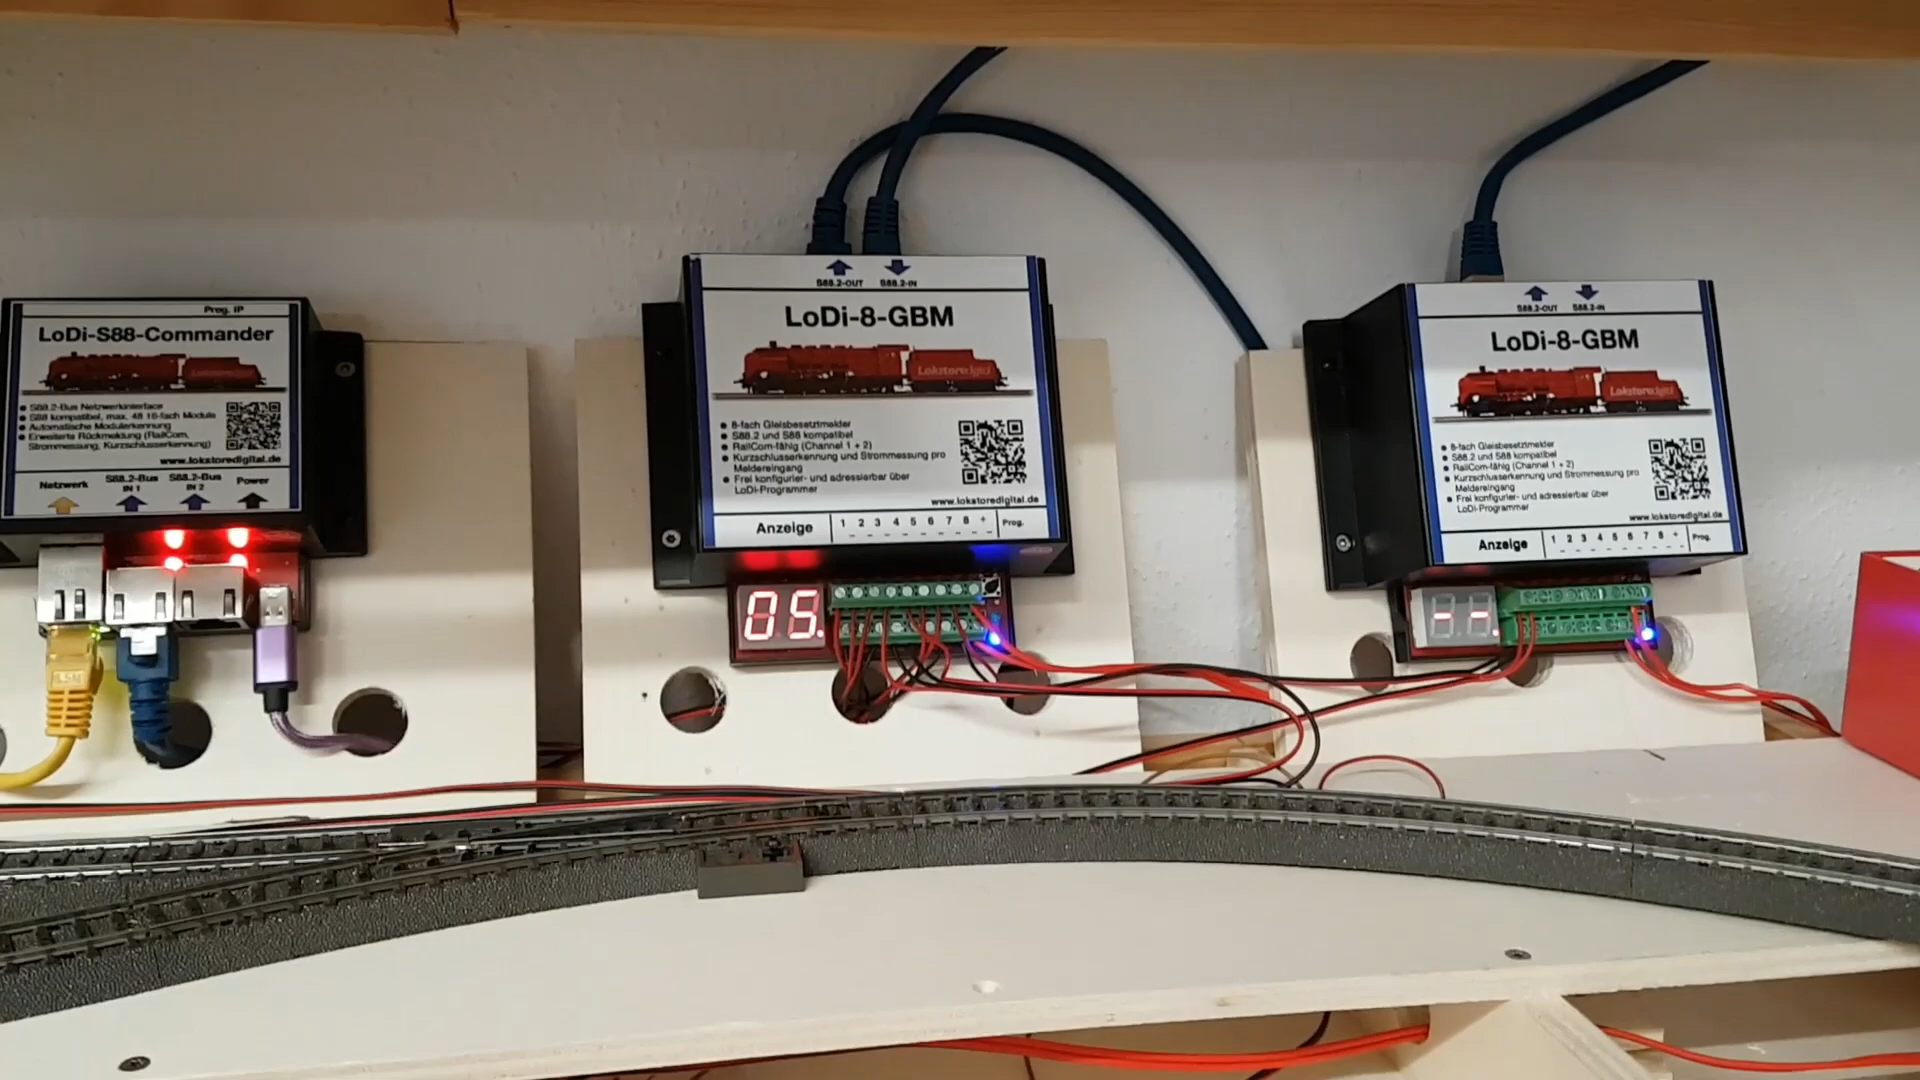 Prog. IP
LoDi-S88-Commander
S88.2-Bus Netzwerkinterface
S88 kompatibel, max. 48 16-fach Module
Automatische Modulerkennung
Erweiterte Rückmeldung (RailCom,
Strommessung, Kurzschlusserkennung)
www.lokstoredigital.de
Netzwerk S88.2-Bus IN 1 S88.2-Bus IN 2 Power
S88.2-OUT S88.2-IN
LoDi-8-GBM
Lokstoredigital
8-fach Gleisbesetztmelder
S88.2 und S88 kompatibel
RailCom-fähig (Channel 1 + 2)
Kurzschlusserkennung und Strommessung pro
Meldereingang
Frei konfigurier- und adressierbar über
LoDi-Programmer
www.lokstoredigital.de
Anzeige 1 2 3 4 5 6 7 8 + Prog.
05.
S88.2-OUT S88.2-IN
LoDi-8-GBM
Lokstoredigital
8-fach Gleisbesetztmelder
S88.2 und S88 kompatibel
RailCom-fähig (Channel 1 + 2)
Kurzschlusserkennung und Strommessung pro
Meldereingang
Frei konfigurier- und adressierbar über
LoDi-Programmer
www.lokstoredigital.de
Anzeige 1 2 3 4 5 6 7 8 + Prog.
--.